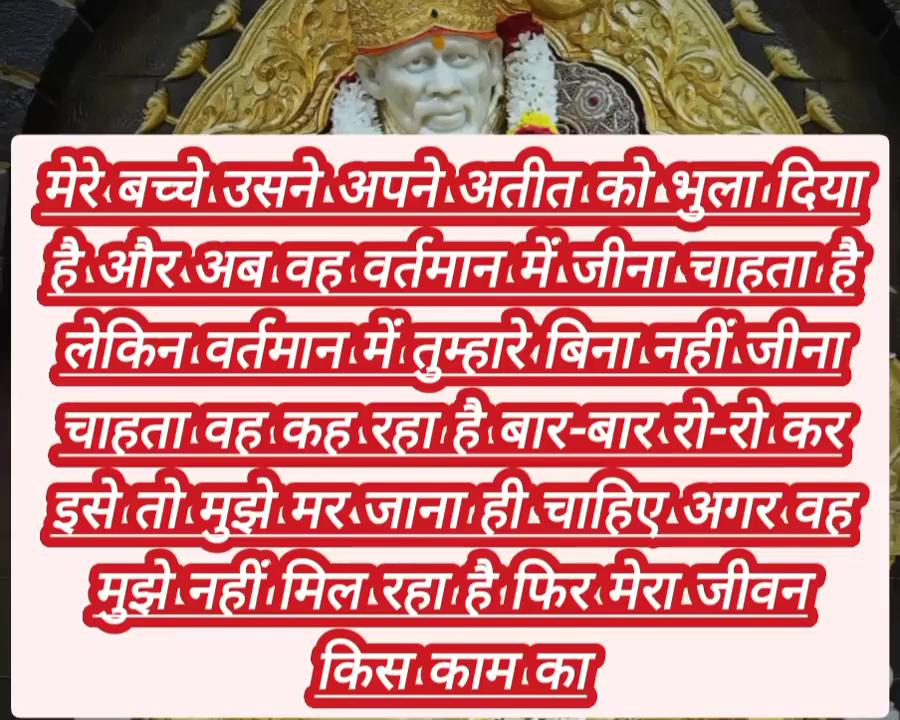 मेरे बच्चे उसने अपने अतीत को भुला दिया
है और अब वह वर्तमान में जीना चाहता है
लेकिन वर्तमान में तुम्हारे बिना नहीं जीना
चाहता वह कह रहा है बार-बार रो-रो कर
इसे तो मुझे मर जाना ही चाहिए अगर वह
मुझे नहीं मिल रहा है फिर मेरा जीवन
किस काम का